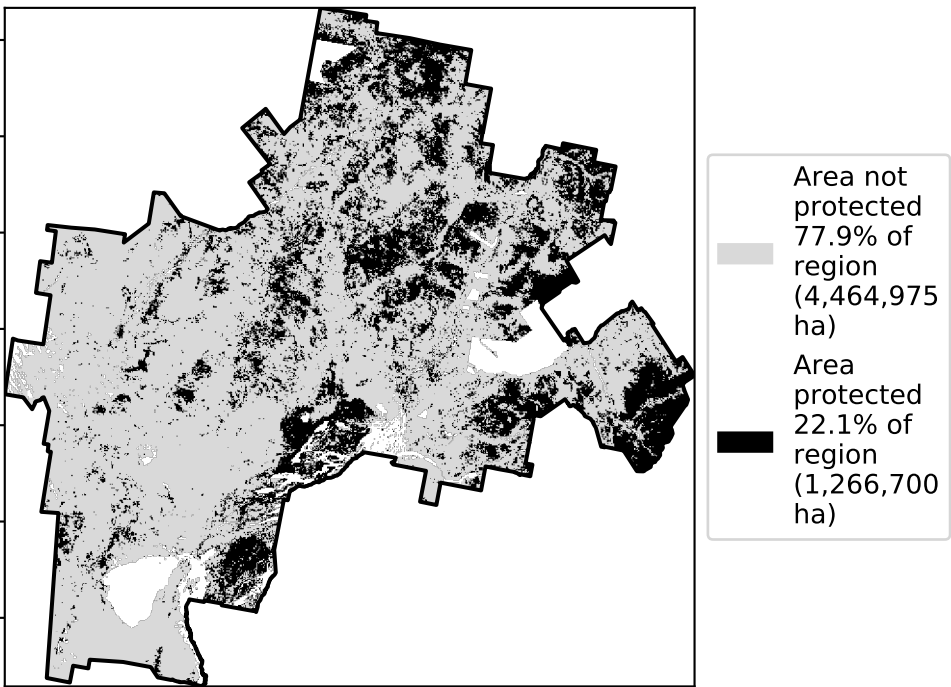 Area not
protected
77.9% of
region
(4,464,975
ha)
Area
protected
22.1% of
region
(1,266,700
ha)